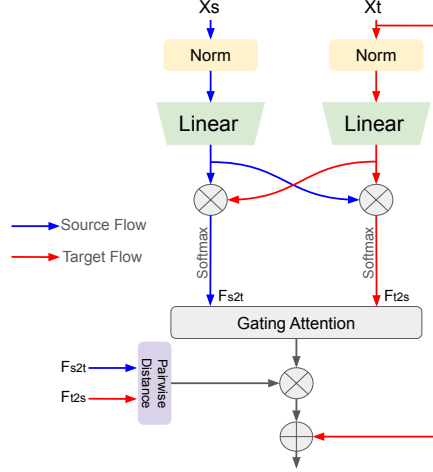 Xs
Xt
Norm
Norm
Linear
Linear
Source Flow
Target Flow
Softmax
Softmax
Fs2t
Ft2s
Gating Attention
Fs2t
Ft2s
Pairwise
Distance